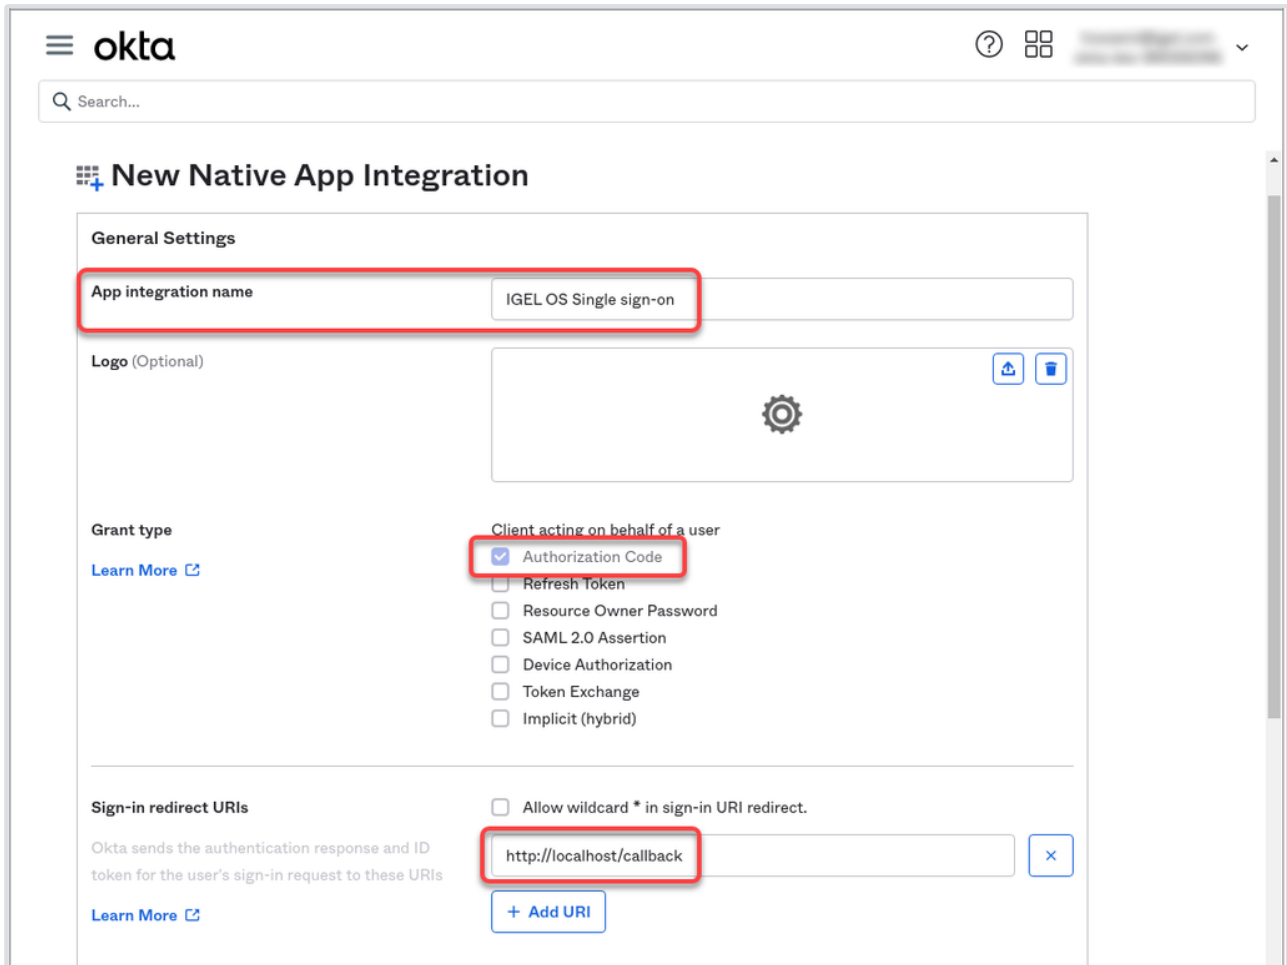 okta
Search...
New Native App Integration
General Settings
App integration name
IGEL OS Single sign-on
Logo (Optional)
Grant type
Learn More
Client acting on behalf of a user
Authorization Code
Refresh Token
Resource Owner Password
SAML 2.0 Assertion
Device Authorization
Token Exchange
Implicit (hybrid)
Sign-in redirect URIs
Okta sends the authentication response and ID
token for the user's sign-in request to these URIs
Learn More
Allow wildcard * in sign-in URI redirect.
http://localhost/callback
+ Add URI